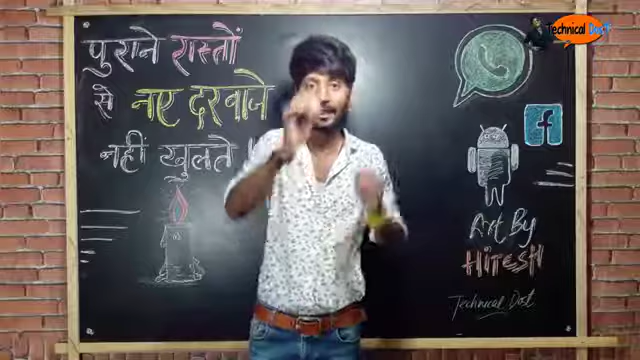 पुराने रास्तों
से नए दरवाजे
नहीं खुलते !
Technical Dost
f
Art By
HITESH
Technical Dost